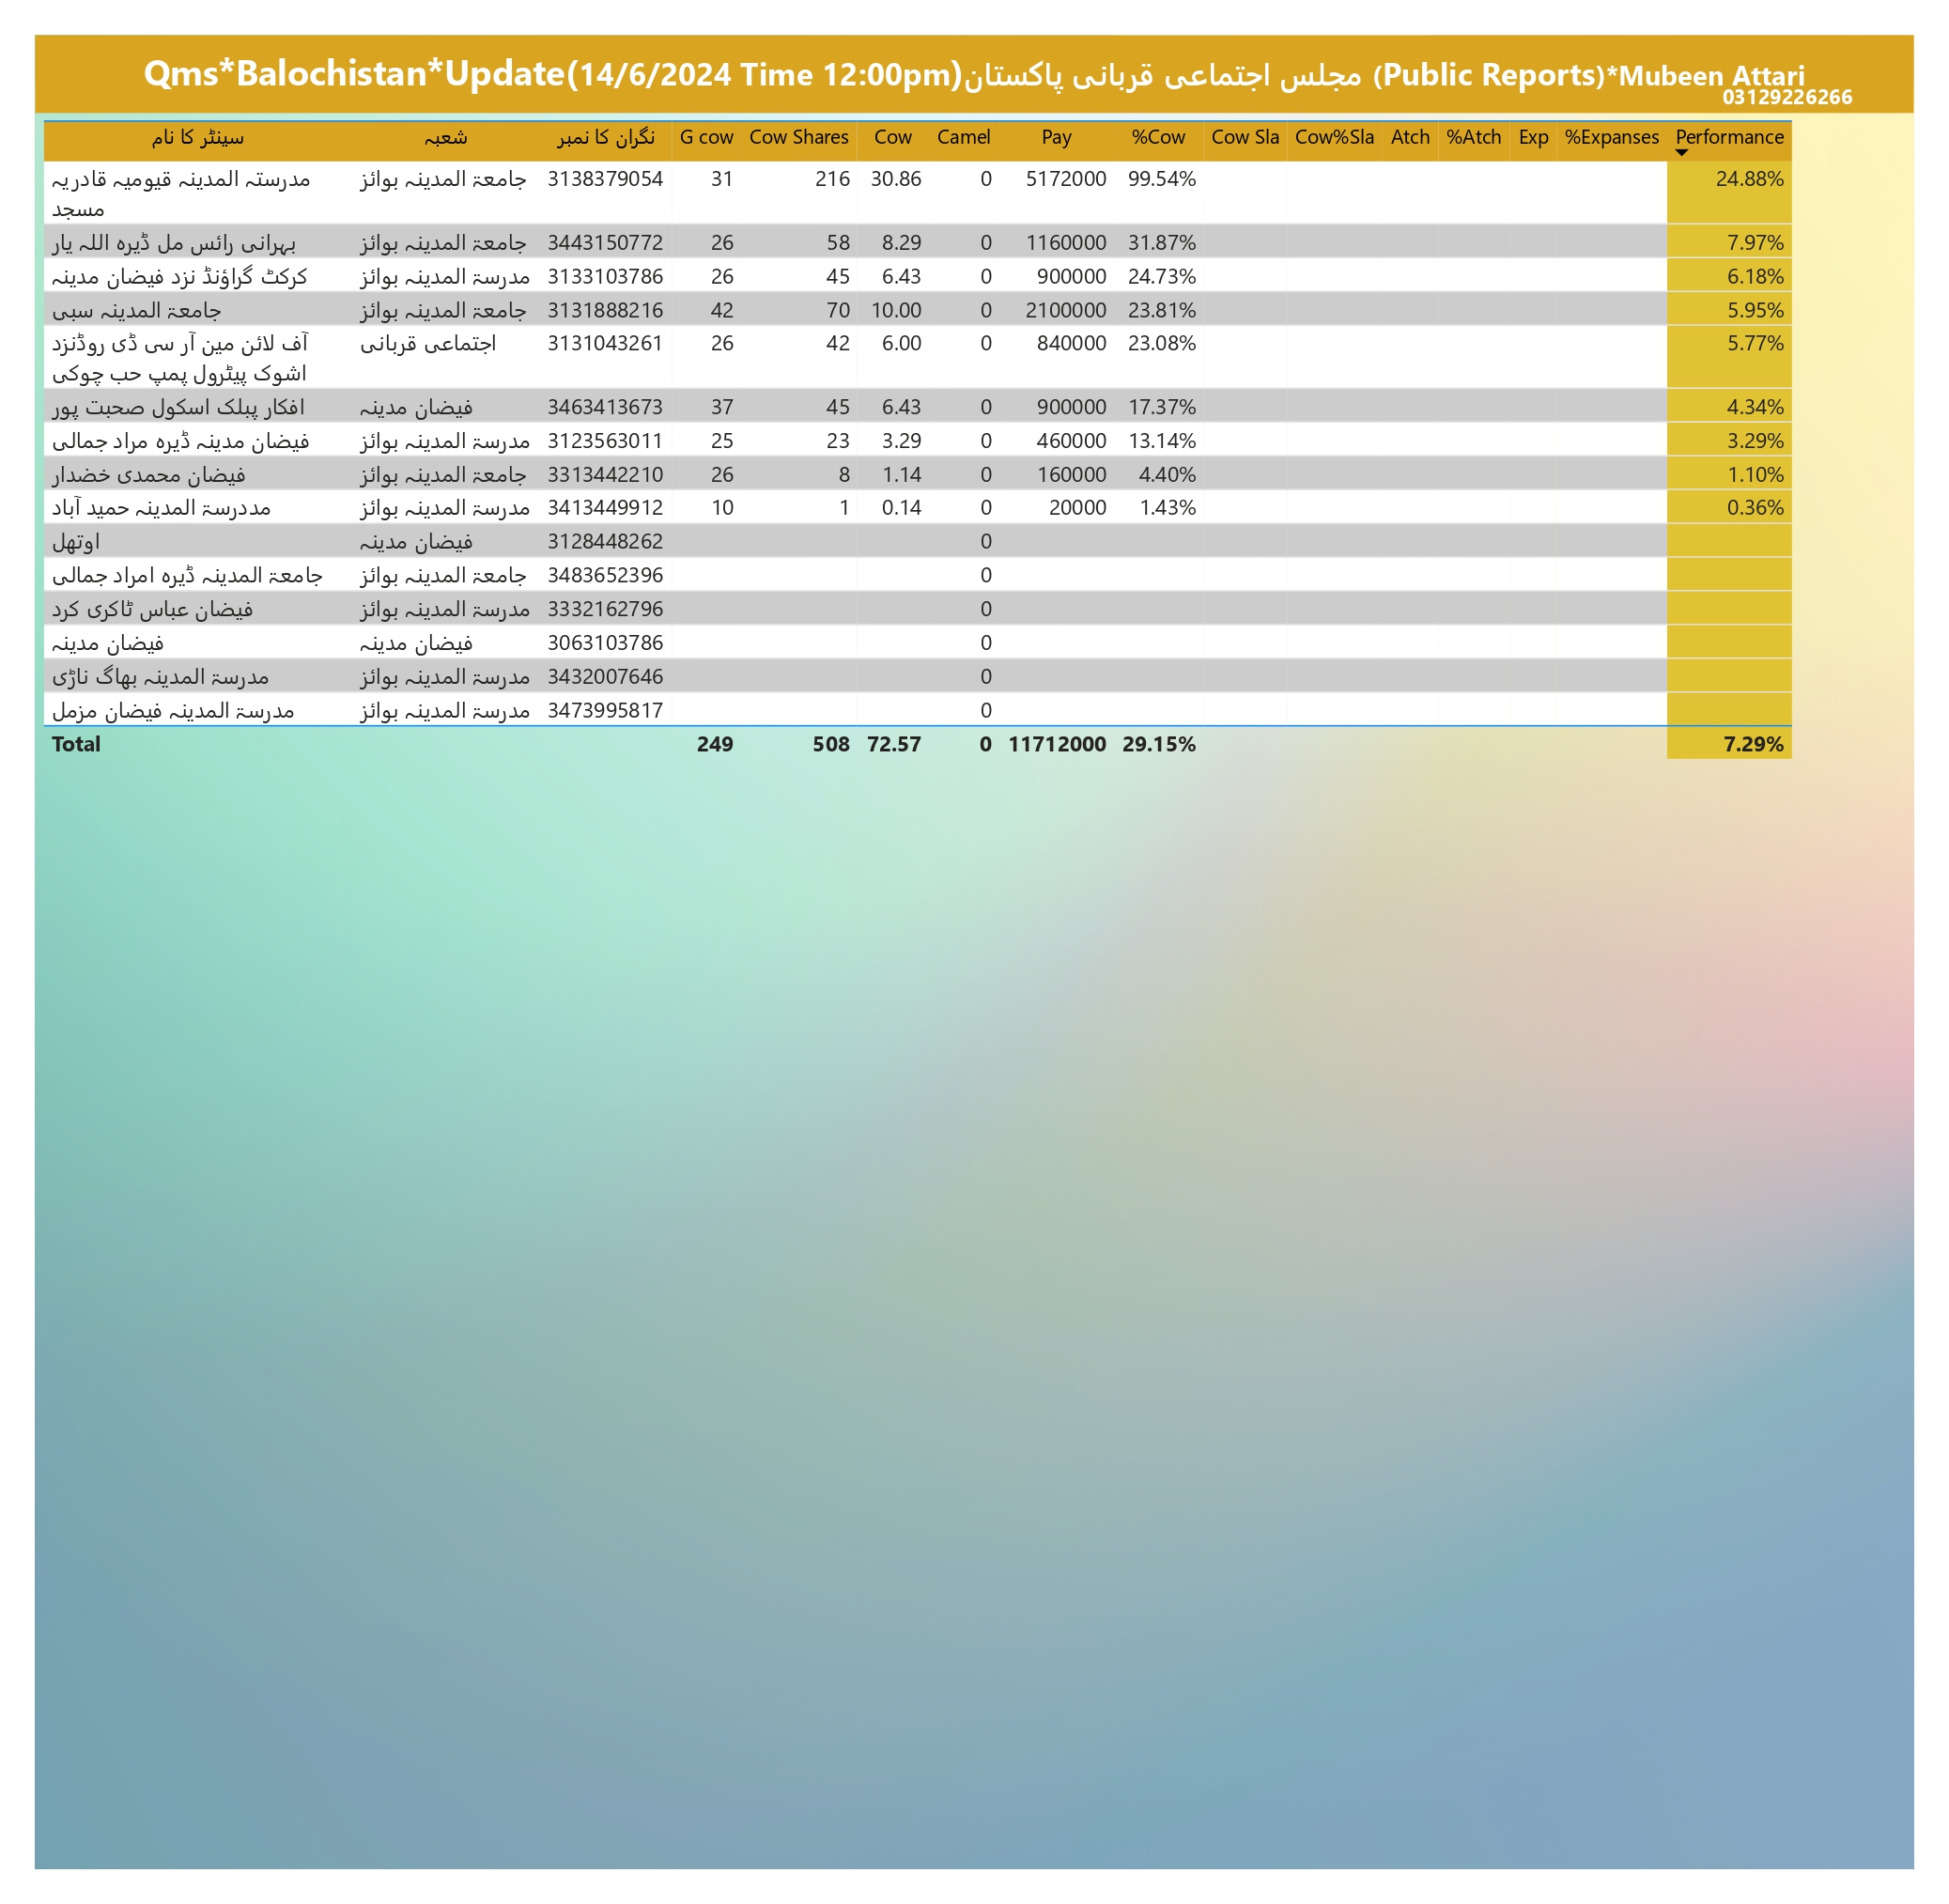 Qms*Balochistan*Update(14/6/2024 Time 12:00pm)مجلس اجتماعی قربانی پاکستان (Public Reports)*Mubeen Attari
03129226266
سینٹر کا نام شعبہ نگران کا نمبر G cow Cow Shares Cow Camel Pay %Cow Cow Sla Cow%Sla Atch %Atch Exp %Expanses Performance
مدرستہ المدینہ قیومیہ قادریہ جامعۃ المدینہ بوائز 3138379054 31 216 30.86 0 5172000 99.54% 24.88%
مسجد
بہرانی رائس مل ڈیرہ اللہ یار جامعۃ المدینہ بوائز 3443150772 26 58 8.29 0 1160000 31.87% 7.97%
کرکٹ گراؤنڈ نزد فیضان مدینہ مدرسۃ المدینہ بوائز 3133103786 26 45 6.43 0 900000 24.73% 6.18%
جامعۃ المدینہ سبی جامعۃ المدینہ بوائز 3131888216 42 70 10.00 0 2100000 23.81% 5.95%
آف لائن مین آر سی ڈی روڈنزد اجتماعی قربانی 3131043261 26 42 6.00 0 840000 23.08% 5.77%
اشوک پیٹرول پمپ حب چوکی
افکار پبلک اسکول صحبت پور فیضان مدینہ 3463413673 37 45 6.43 0 900000 17.37% 4.34%
فیضان مدینہ ڈیرہ مراد جمالی مدرسۃ المدینہ بوائز 3123563011 25 23 3.29 0 460000 13.14% 3.29%
فیضان محمدی خضدار جامعۃ المدینہ بوائز 3313442210 26 8 1.14 0 160000 4.40% 1.10%
مددرسۃ المدینہ حمید آباد مدرسۃ المدینہ بوائز 3413449912 10 1 0.14 0 20000 1.43% 0.36%
اوتھل فیضان مدینہ 3128448262 0
جامعۃ المدینہ ڈیرہ امراد جمالی جامعۃ المدینہ بوائز 3483652396 0
فیضان عباس ٹاکری کرد مدرسۃ المدینہ بوائز 3332162796 0
فیضان مدینہ فیضان مدینہ 3063103786 0
مدرسۃ المدینہ بھاگ ناڑی مدرسۃ المدینہ بوائز 3432007646 0
مدرسۃ المدینہ فیضان مزمل مدرسۃ المدینہ بوائز 3473995817 0
Total 249 508 72.57 0 11712000 29.15% 7.29%